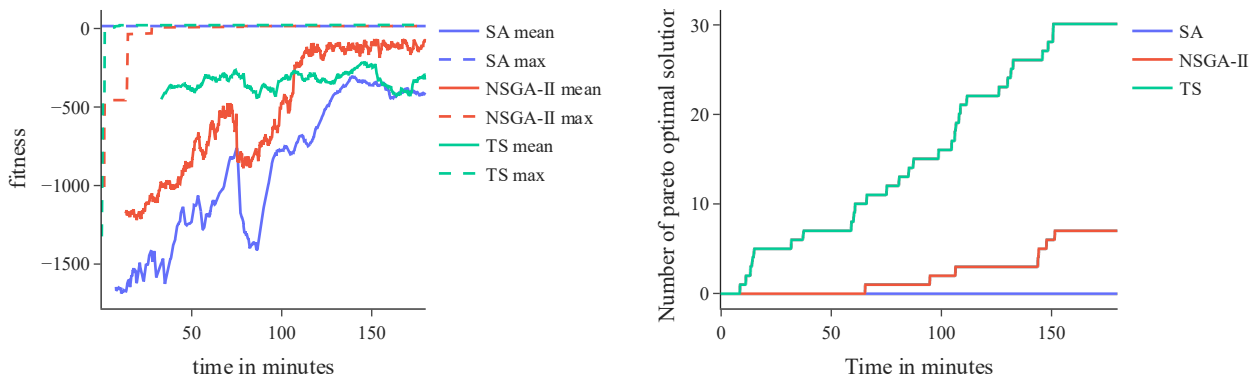 0
−500
−1000
−1500
fitness
50
100
150
time in minutes
SA mean
SA max
NSGA-II mean
NSGA-II max
TS mean
TS max
30
20
10
0
Number of pareto optimal solution
0
50
100
150
Time in minutes
SA
NSGA-II
TS